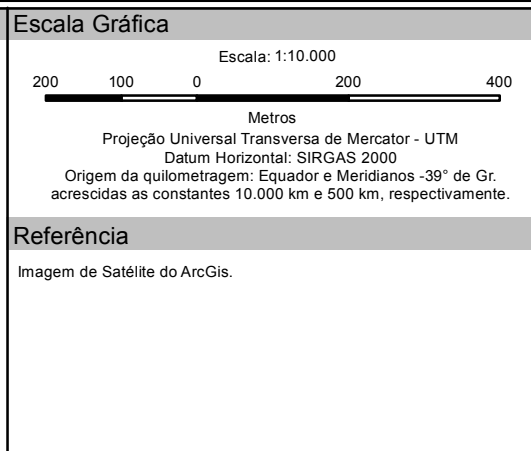 Escala Gráfica
Escala: 1:10.000
200 100 0 200 400
Metros
Projeção Universal Transversa de Mercator - UTM
Datum Horizontal: SIRGAS 2000
Origem da quilometragem: Equador e Meridianos -39° de Gr.
acrescidas as constantes 10.000 km e 500 km, respectivamente.
Referência
Imagem de Satélite do ArcGis.